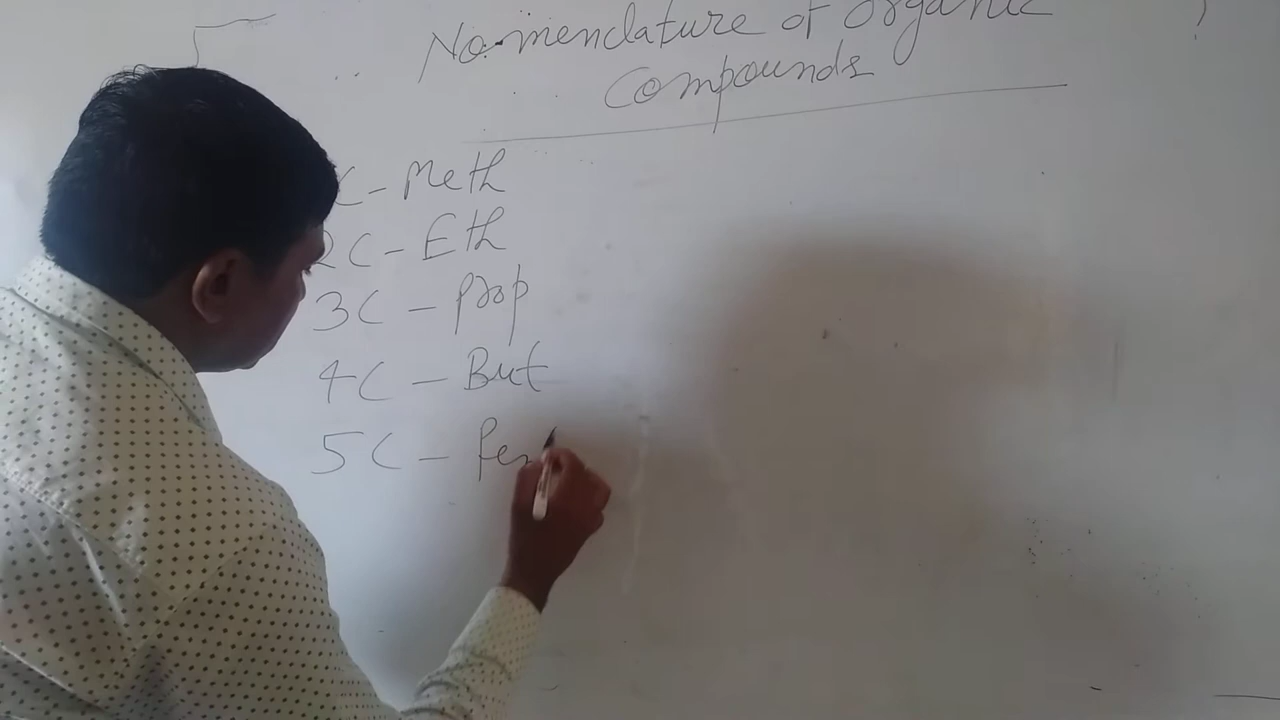 Nomenclature of Organic
Compounds
C - Meth
2C - Eth
3C - Prop
4C - But
5C - Pen